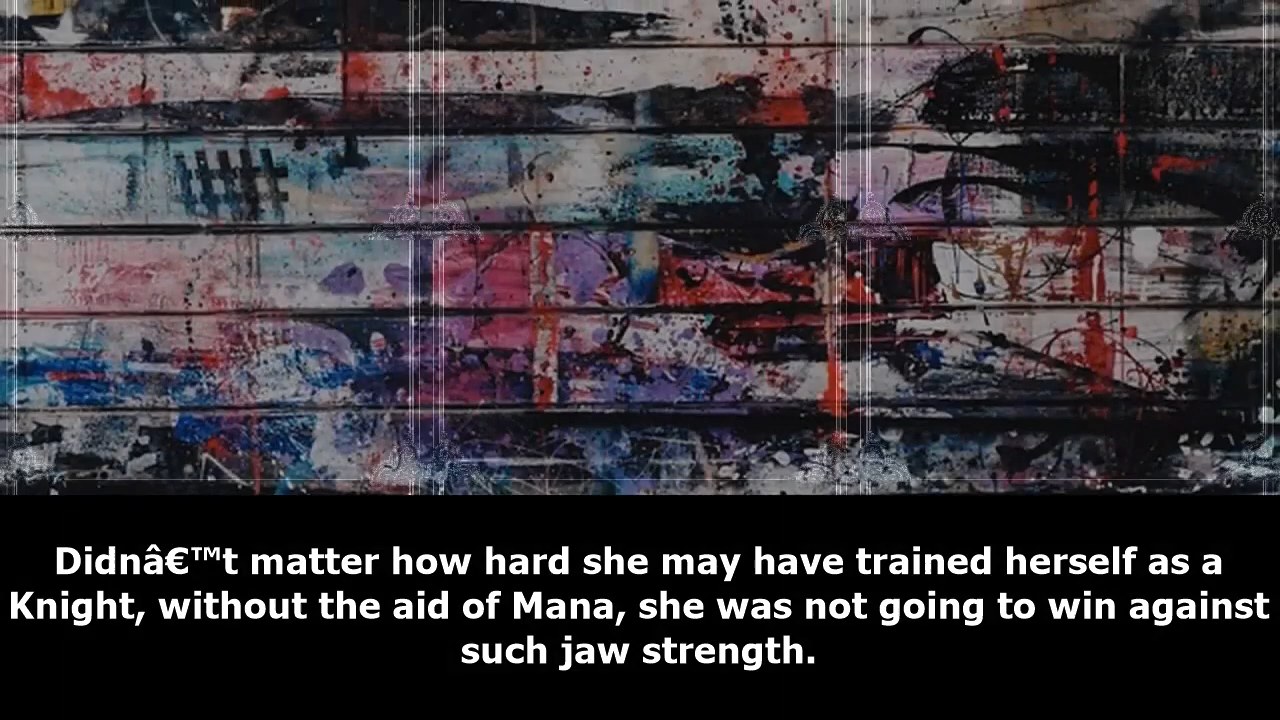 Didnâ€™t matter how hard she may have trained herself as a
Knight, without the aid of Mana, she was not going to win against
such jaw strength.